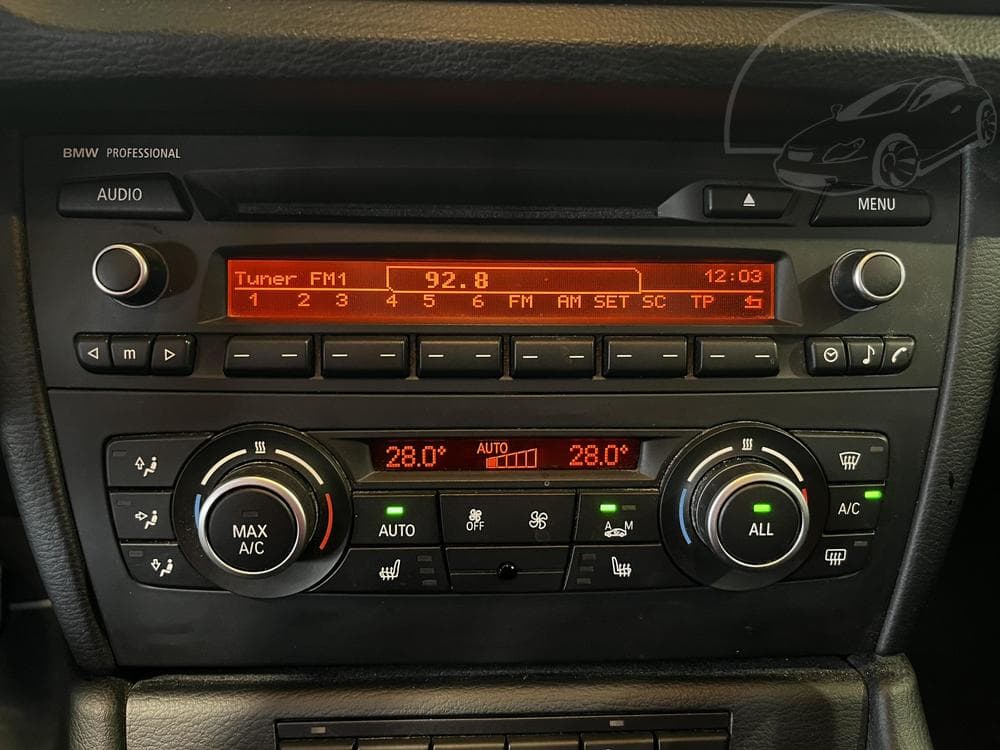 BMW PROFESSIONAL
AUDIO
MENU
Tuner FM1 92.8 12:03
1 2 3 4 5 6 FM AM SET SC TP
m
28.0° AUTO 28.0°
MAX A/C
AUTO
OFF
A M
ALL
A/C